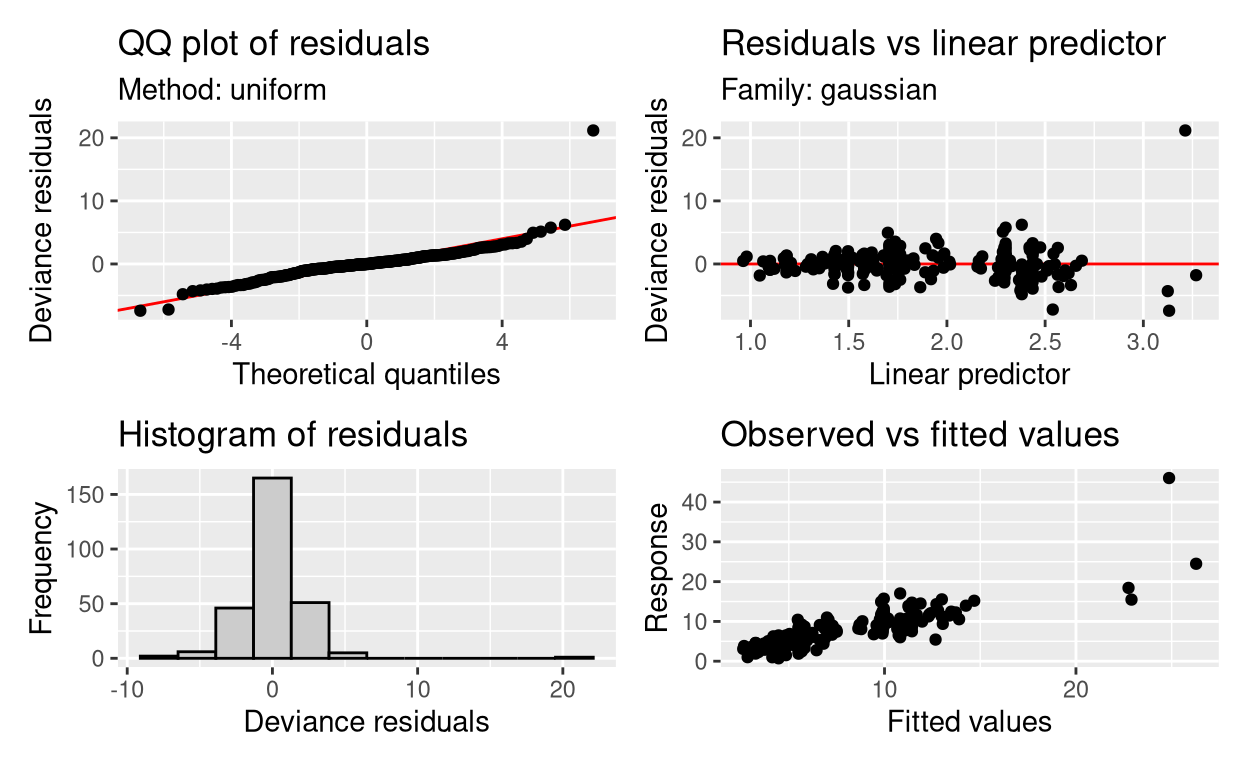 QQ plot of residuals
Method: uniform
Deviance residuals
20
10
0
-4
0
4
Theoretical quantiles
Residuals vs linear predictor
Family: gaussian
Deviance residuals
20
10
0
1.0
1.5
2.0
2.5
3.0
Linear predictor
Histogram of residuals
Frequency
150
100
50
0
-10
0
10
20
Deviance residuals
Observed vs fitted values
Response
40
30
20
10
0
10
20
Fitted values